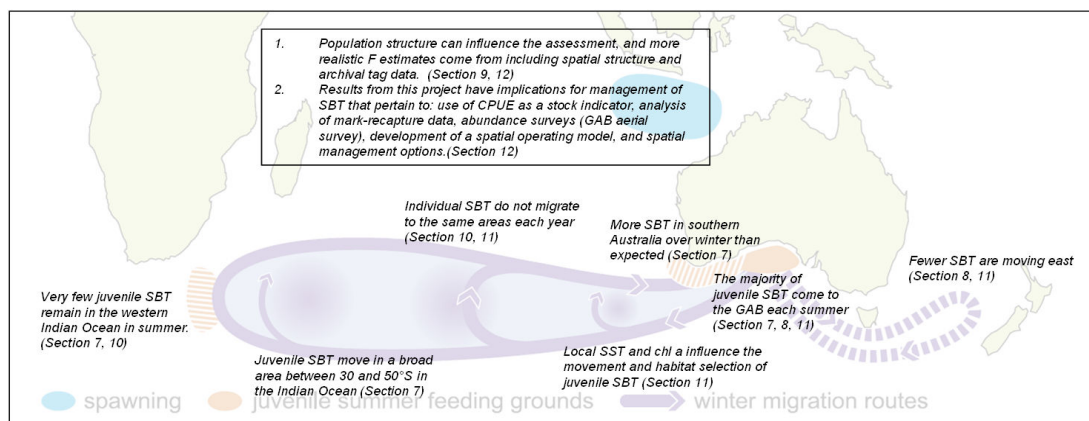 1. Population structure can influence the assessment, and more
realistic F estimates come from including spatial structure and
archival tag data. (Section 9, 12)
2. Results from this project have implications for management of
SBT that pertain to: use of CPUE as a stock indicator, analysis
of mark-recapture data, abundance surveys (GAB aerial
survey), development of a spatial operating model, and spatial
management options.(Section 12)
Individual SBT do not migrate
to the same areas each year
(Section 10, 11)
More SBT in southern
Australia over winter than
expected (Section 7)
Fewer SBT are moving east
(Section 8, 11)
The majority of
juvenile SBT come to
the GAB each summer
(Section 7, 8, 11)
Very few juvenile SBT
remain in the western
Indian Ocean in summer.
(Section 7, 10)
Juvenile SBT move in a broad
area between 30 and 50°S in
the Indian Ocean (Section 7)
Local SST and chl a influence the
movement and habitat selection of
juvenile SBT (Section 11)
spawning juvenile summer feeding grounds winter migration routes